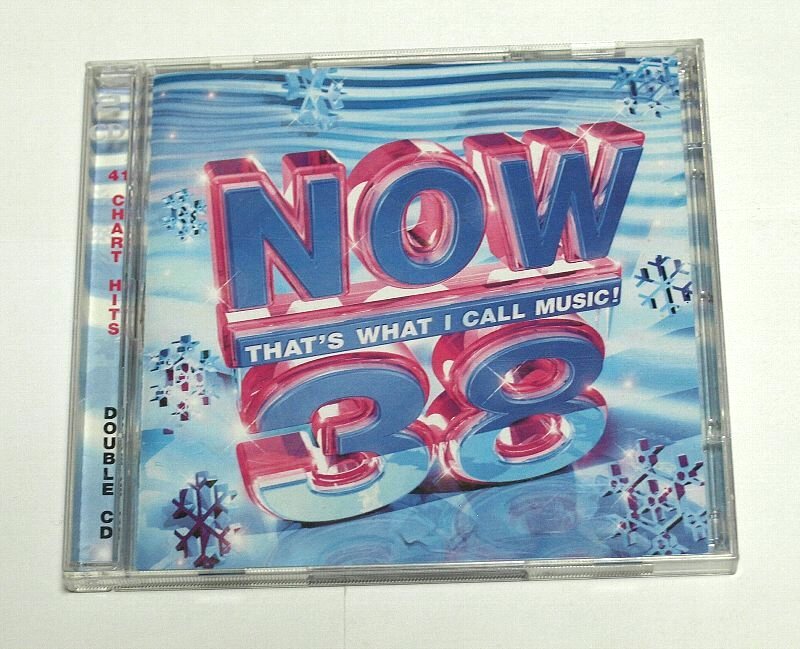 NOW
THAT'S WHAT I CALL MUSIC!
38
41 CHART HITS
DOUBLE CD